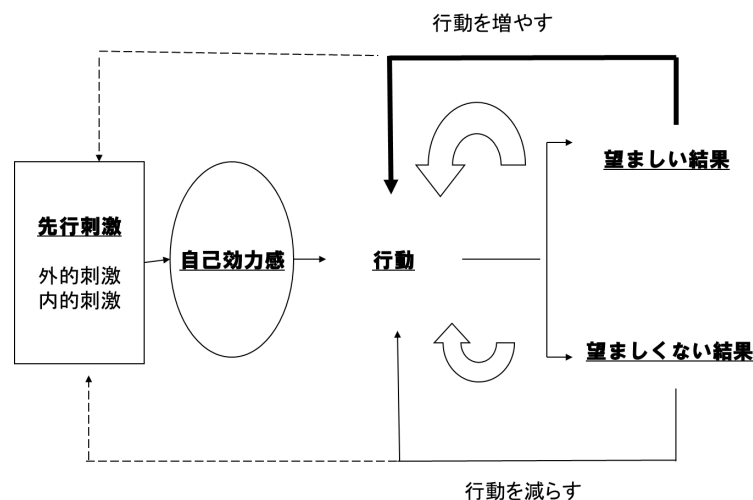 行動を増やす
望ましい結果
先行刺激
外的刺激
内的刺激
自己効力感
行動
望ましくない結果
行動を減らす